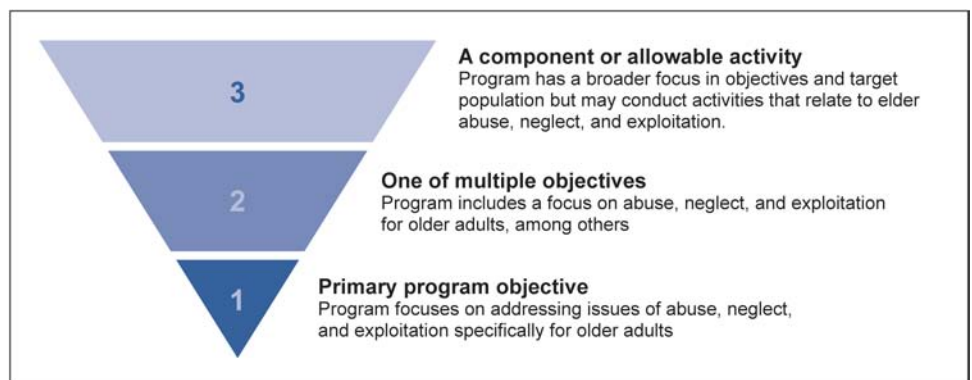 3
A component or allowable activity
Program has a broader focus in objectives and target
population but may conduct activities that relate to elder
abuse, neglect, and exploitation.
2
One of multiple objectives
Program includes a focus on abuse, neglect, and exploitation
for older adults, among others
1
Primary program objective
Program focuses on addressing issues of abuse, neglect,
and exploitation specifically for older adults